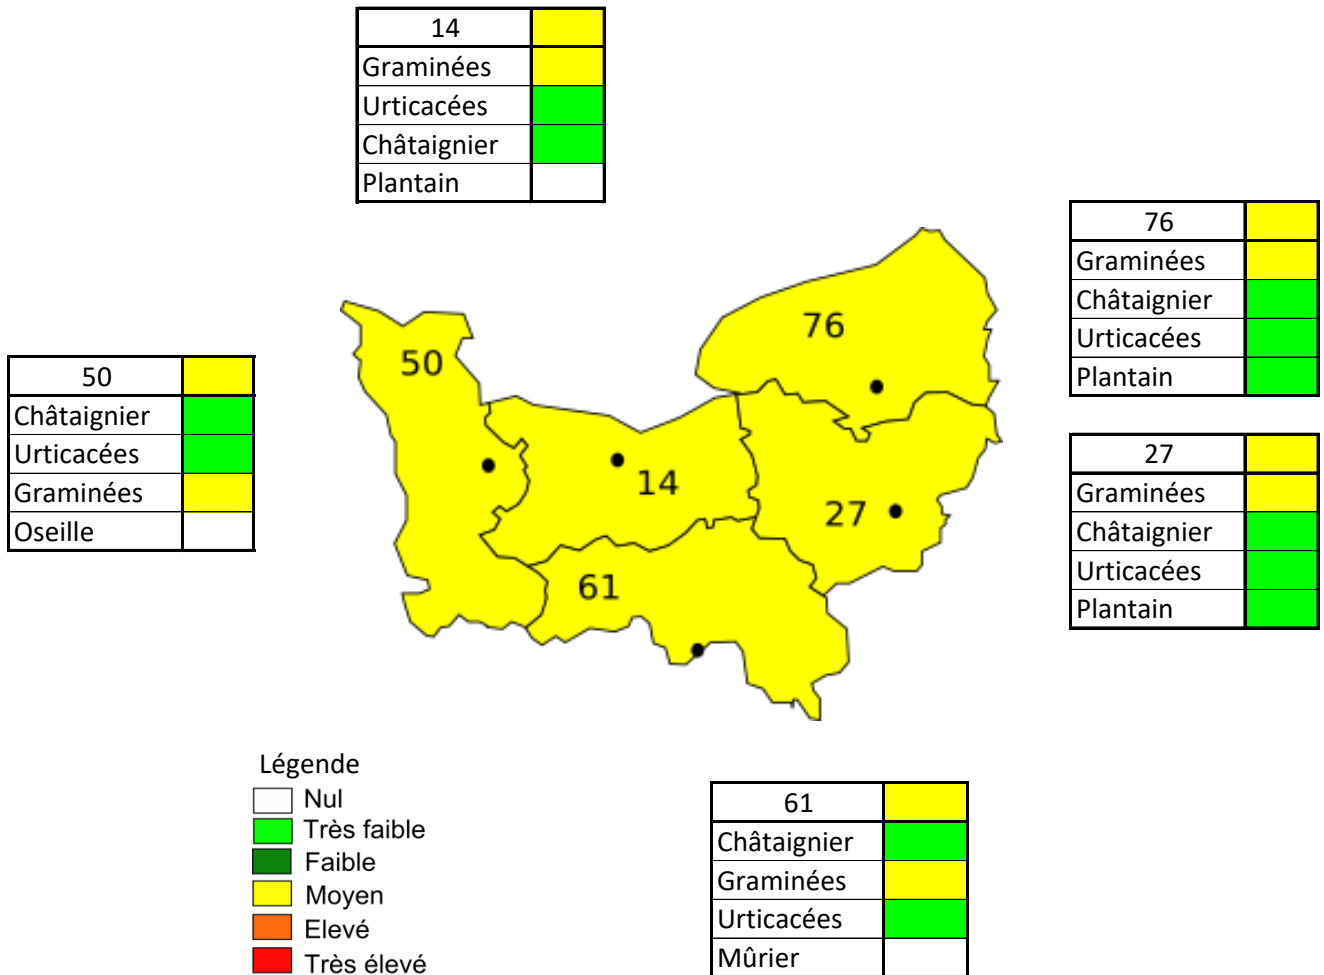 14
Graminées
Urticacées
Châtaignier
Plantain
76
Graminées
Châtaignier
Urticacées
Plantain
50
Châtaignier
Urticacées
Graminées
Oseille
27
Graminées
Châtaignier
Urticacées
Plantain
76
50
14
27
61
Légende
Nul
Très faible
Faible
Moyen
Elevé
Très élevé
61
Châtaignier
Graminées
Urticacées
Mûrier